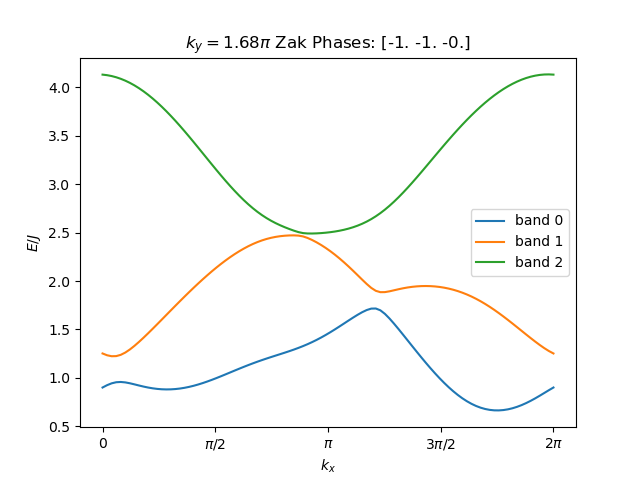 $k_y = 1.68\pi$ Zak Phases: [-1. -1. -0.]
E/J
4.0
3.5
3.0
2.5
2.0
1.5
1.0
0.5
band 0
band 1
band 2
0
π/2
π
3π/2
2π
$k_x$